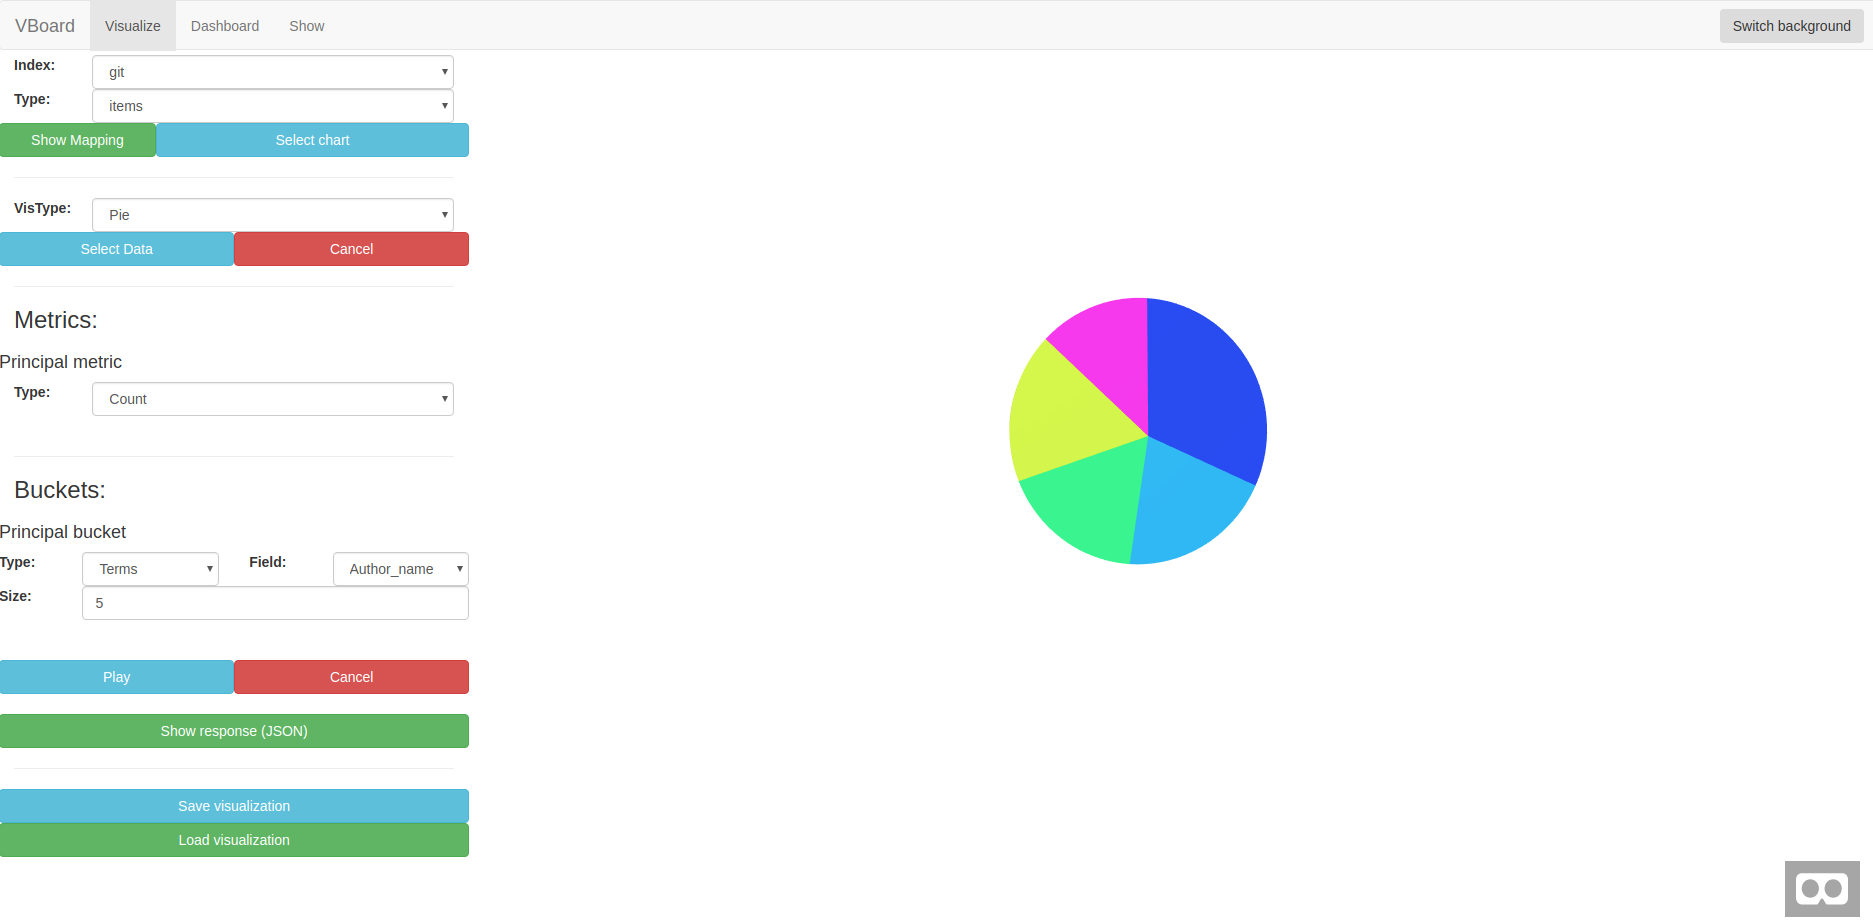 VBoard Visualize Dashboard Show Switch background
Index: git
Type: items
Show Mapping Select chart
VisType: Pie
Select Data Cancel
Metrics:
Principal metric
Type: Count
Buckets:
Principal bucket
Type: Terms Field: Author_name
Size: 5
Play Cancel
Show response (JSON)
Save visualization
Load visualization